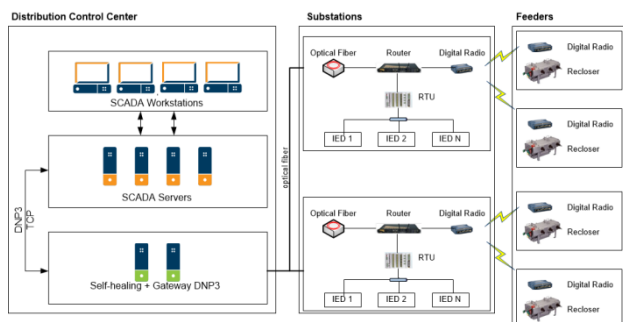 Distribution Control Center
Substations
Feeders
SCADA Workstations
SCADA Servers
DNP3
TCP
Self-healing + Gateway DNP3
optical fiber
Optical Fiber
Router
Digital Radio
RTU
IED 1
IED 2
IED N
Optical Fiber
Router
Digital Radio
RTU
IED 1
IED 2
IED N
Digital Radio
Recloser
Digital Radio
Recloser
Digital Radio
Recloser
Digital Radio
Recloser